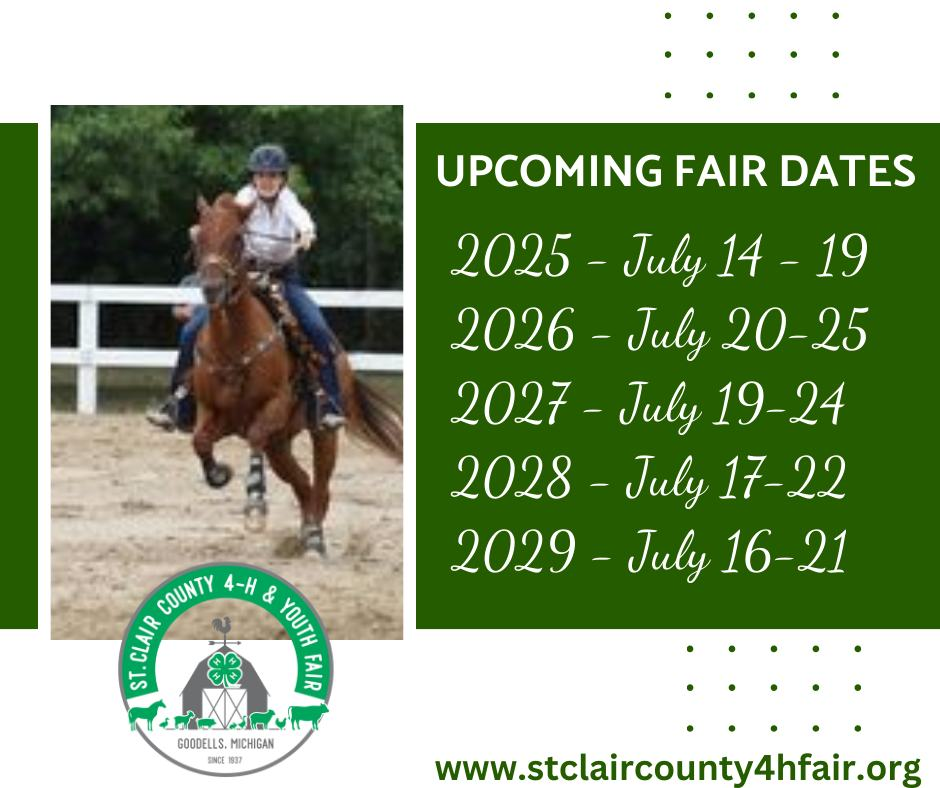 UPCOMING FAIR DATES
2025 - July 14 - 19
2026 - July 20-25
2027 - July 19-24
2028 - July 17-22
2029 - July 16-21
ST. CLAIR COUNTY 4-H & YOUTH FAIR
H H H H
GOODELLS, MICHIGAN
SINCE 1937
www.stclaircounty4hfair.org